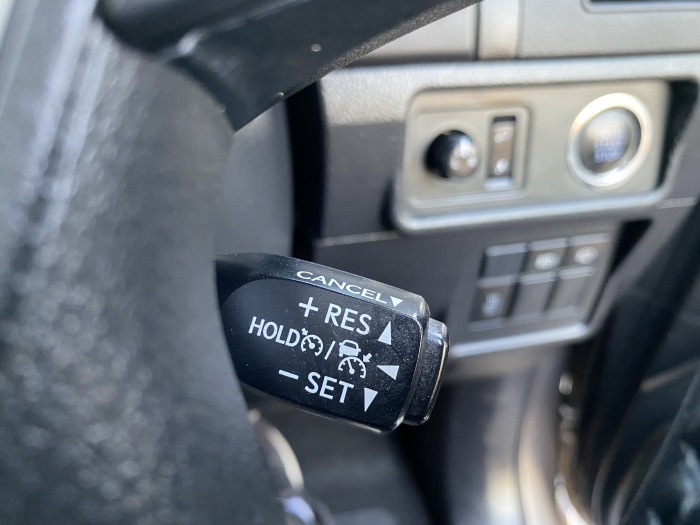 CANCEL▼
+ RES ▲
HOLD / ◀
− SET ▼